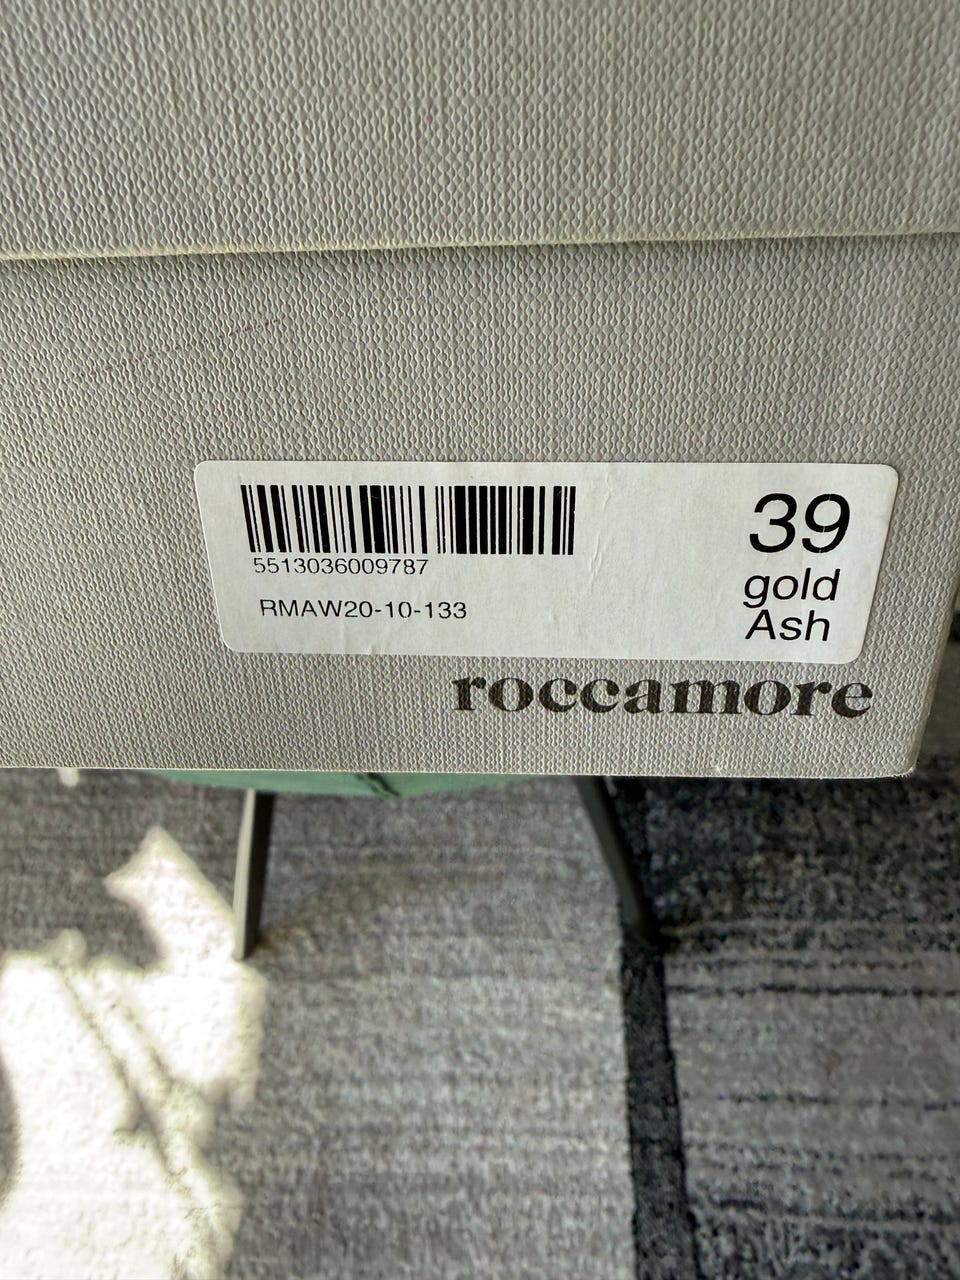 5513036009787
RMAW20-10-133
39
gold
Ash
roccamore